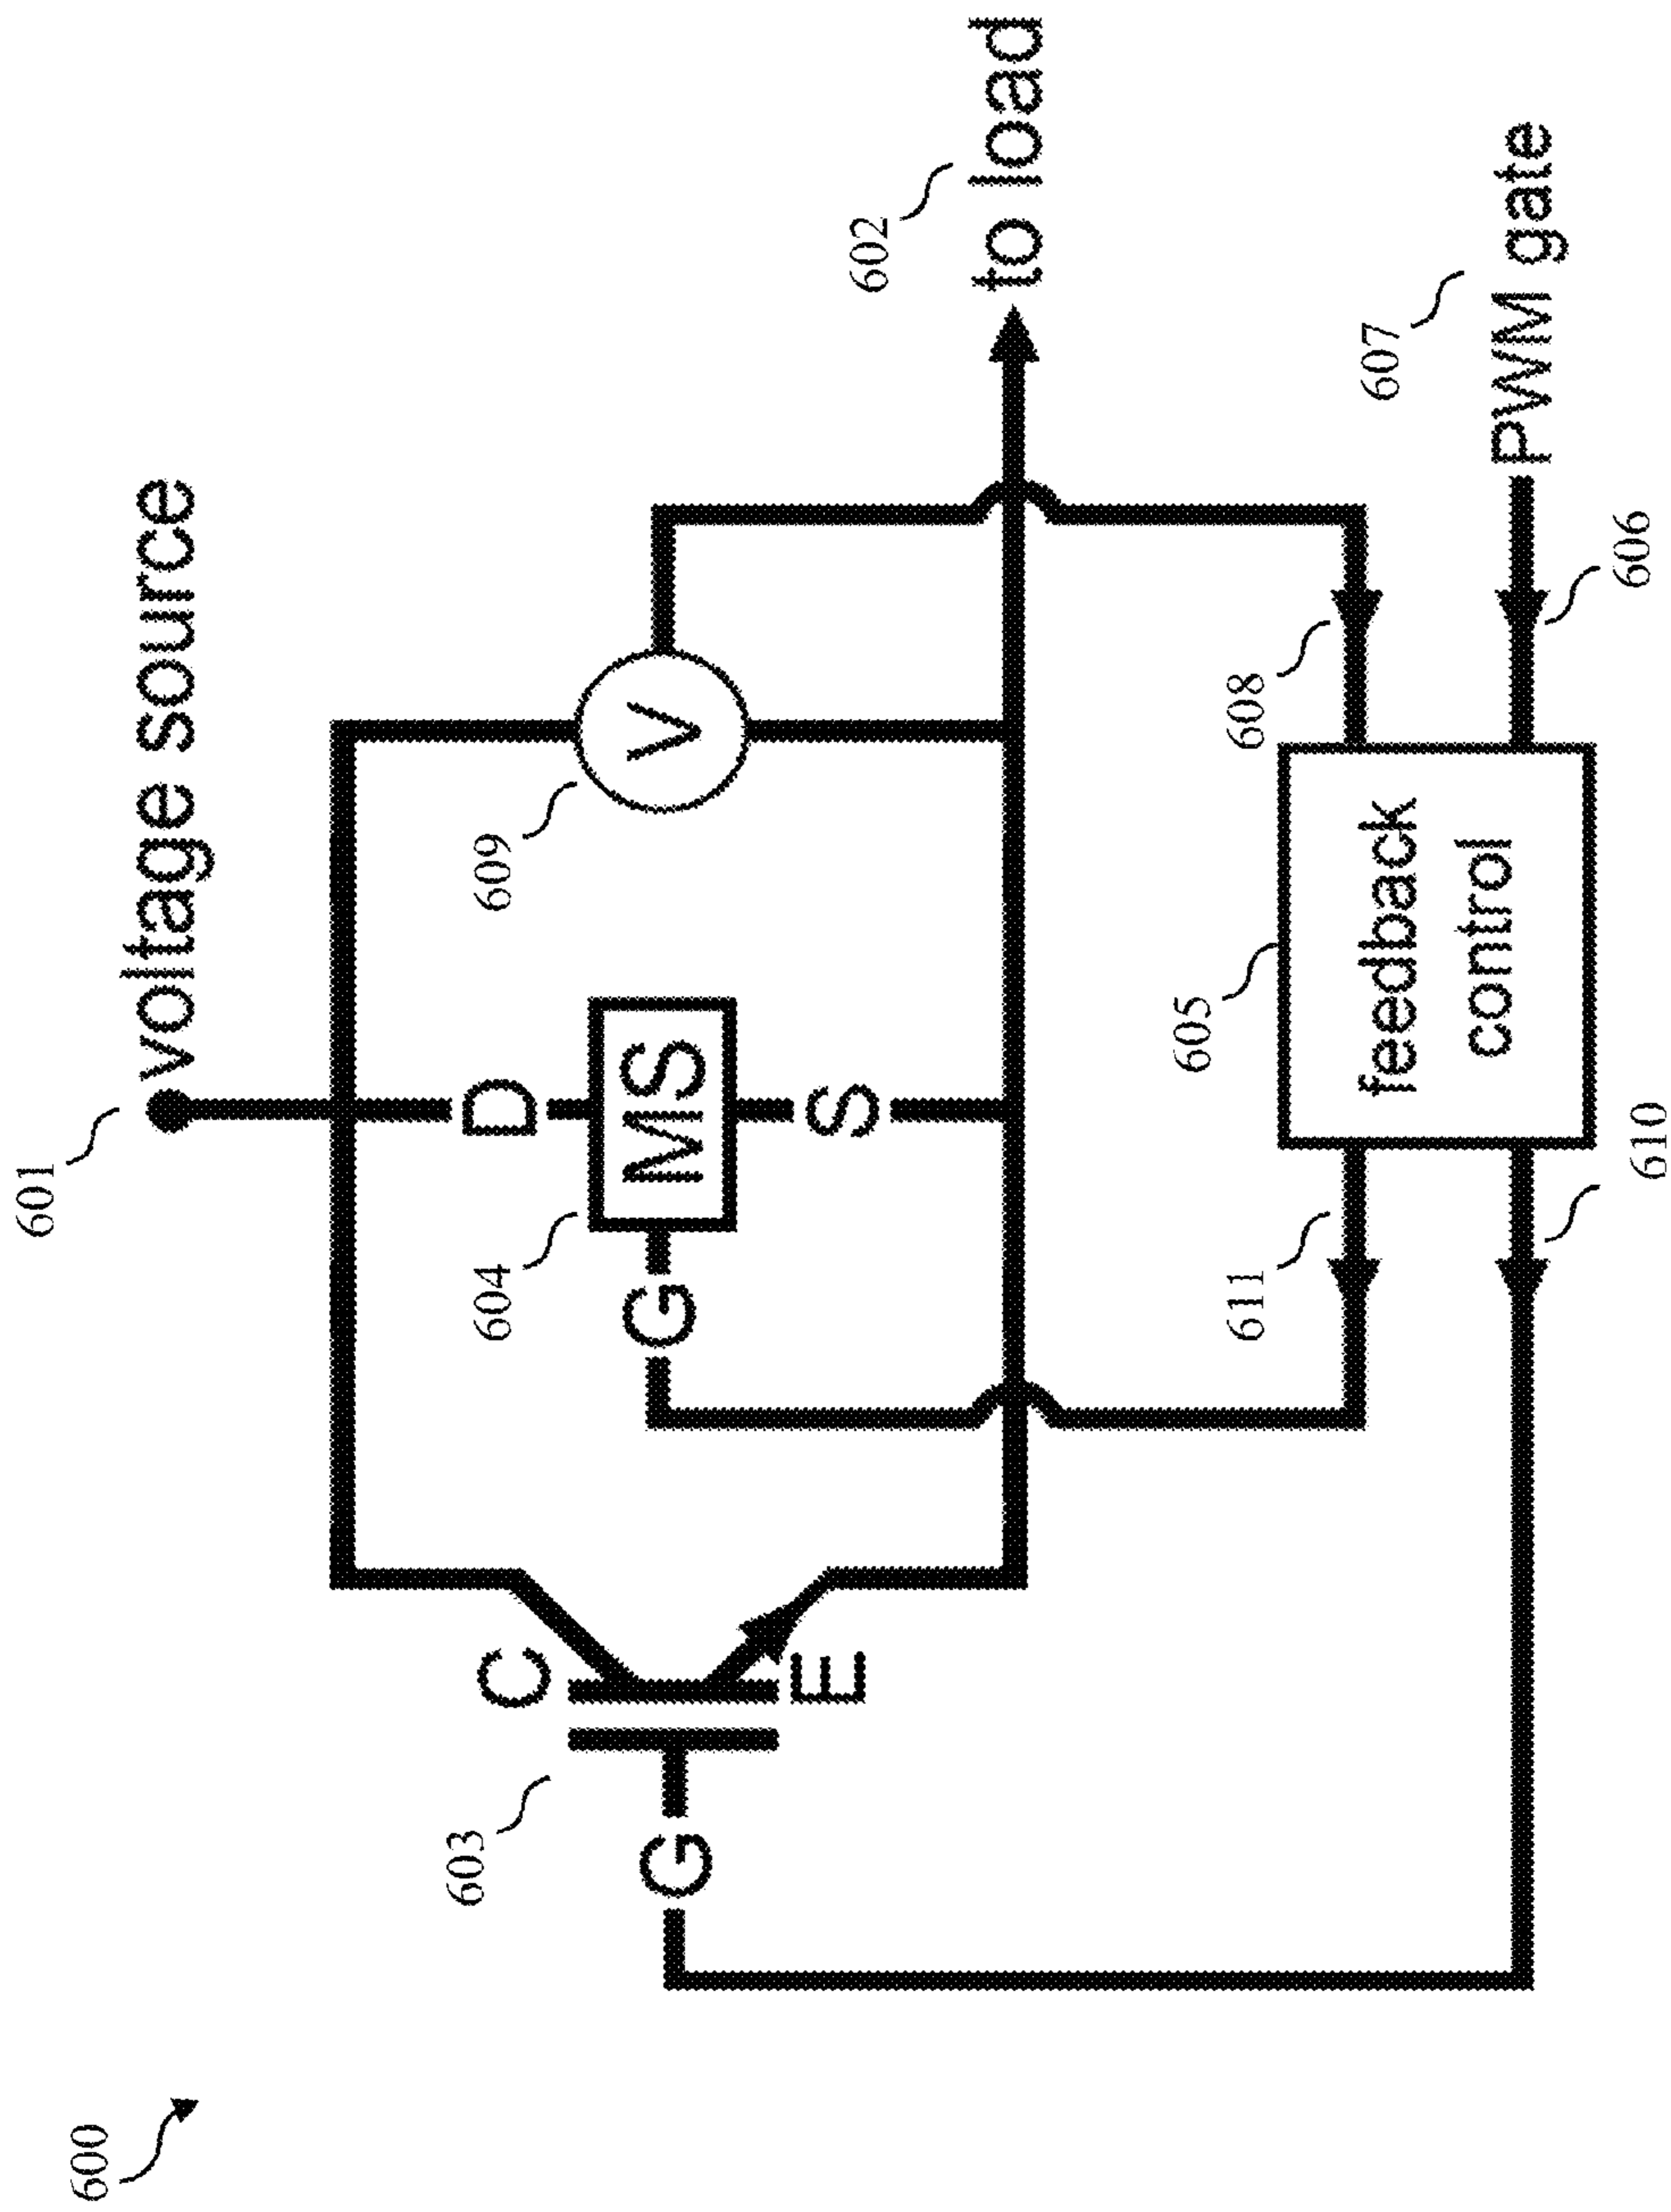 600
601
voltage source
603
C
G
E
604
G
D
IMS
S
609
V
602
to load
611
605
608
feedback
control
607
PWM gate
610
606